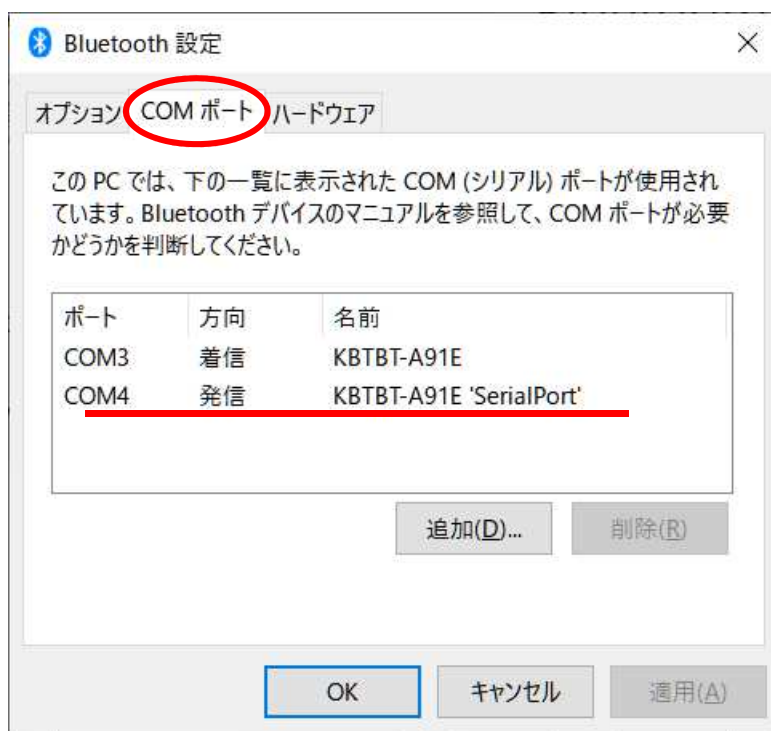 Bluetooth 設定
オプション COM ポート ハードウェア
この PC では、下の一覧に表示された COM (シリアル) ポートが使用され
ています。Bluetooth デバイスのマニュアルを参照して、COM ポートが必要
かどうかを判断してください。
ポート 方向 名前
COM3 着信 KBTBT-A91E
COM4 発信 KBTBT-A91E 'SerialPort'
追加(D)... 削除(R)
OK キャンセル 適用(A)